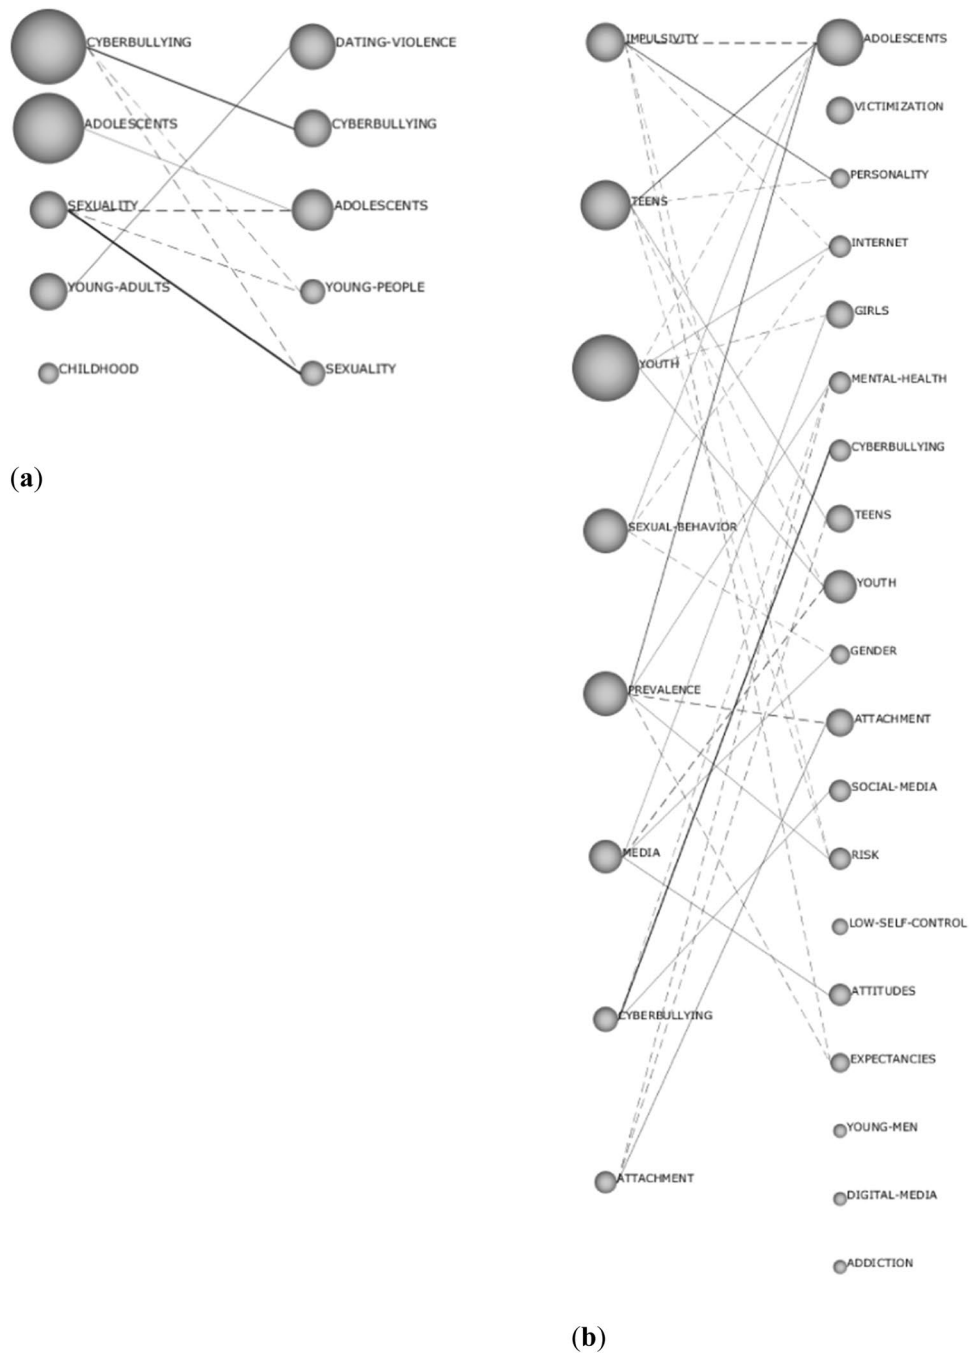 CYBERBULLYING
ADOLESCENTS
SEXUALITY
YOUNG-ADULTS
CHILDHOOD
DATING-VIOLENCE
CYBERBULLYING
ADOLESCENTS
YOUNG-PEOPLE
SEXUALITY
(a)
IMPULSIVITY
TEENS
YOUTH
SEXUAL-BEHAVIOR
PREVALENCE
MEDIA
CYBERBULLYING
ATTACHMENT
ADOLESCENTS
VICTIMIZATION
PERSONALITY
INTERNET
GIRLS
MENTAL-HEALTH
CYBERBULLYING
TEENS
YOUTH
GENDER
ATTACHMENT
SOCIAL-MEDIA
RISK
LOW-SELF-CONTROL
ATTITUDES
EXPECTANCIES
YOUNG-MEN
DIGITAL-MEDIA
ADDICTION
(b)